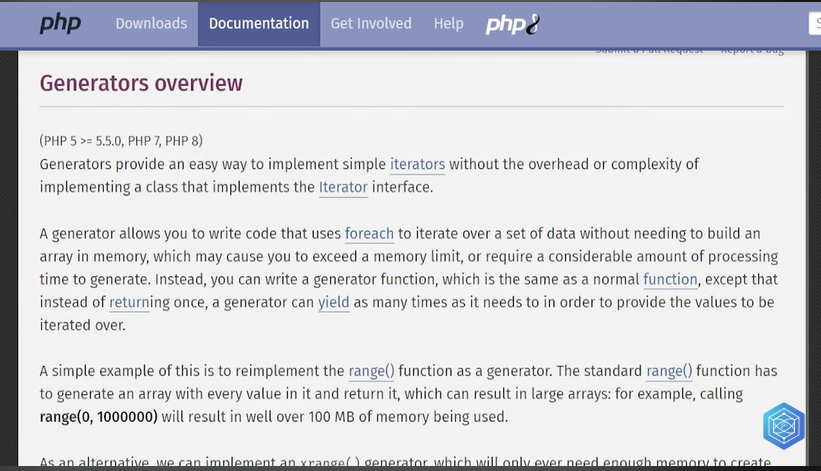 php Downloads Documentation Get Involved Help php8 S
Submit a Pull Request Report a Bug
Generators overview
(PHP 5 >= 5.5.0, PHP 7, PHP 8)
Generators provide an easy way to implement simple iterators without the overhead or complexity of
implementing a class that implements the Iterator interface.
A generator allows you to write code that uses foreach to iterate over a set of data without needing to build an
array in memory, which may cause you to exceed a memory limit, or require a considerable amount of processing
time to generate. Instead, you can write a generator function, which is the same as a normal function, except that
instead of returning once, a generator can yield as many times as it needs to in order to provide the values to be
iterated over.
A simple example of this is to reimplement the range() function as a generator. The standard range() function has
to generate an array with every value in it and return it, which can result in large arrays: for example, calling
range(0, 1000000) will result in well over 100 MB of memory being used.
As an alternative, we can implement an xrange() generator, which will only ever need enough memory to create